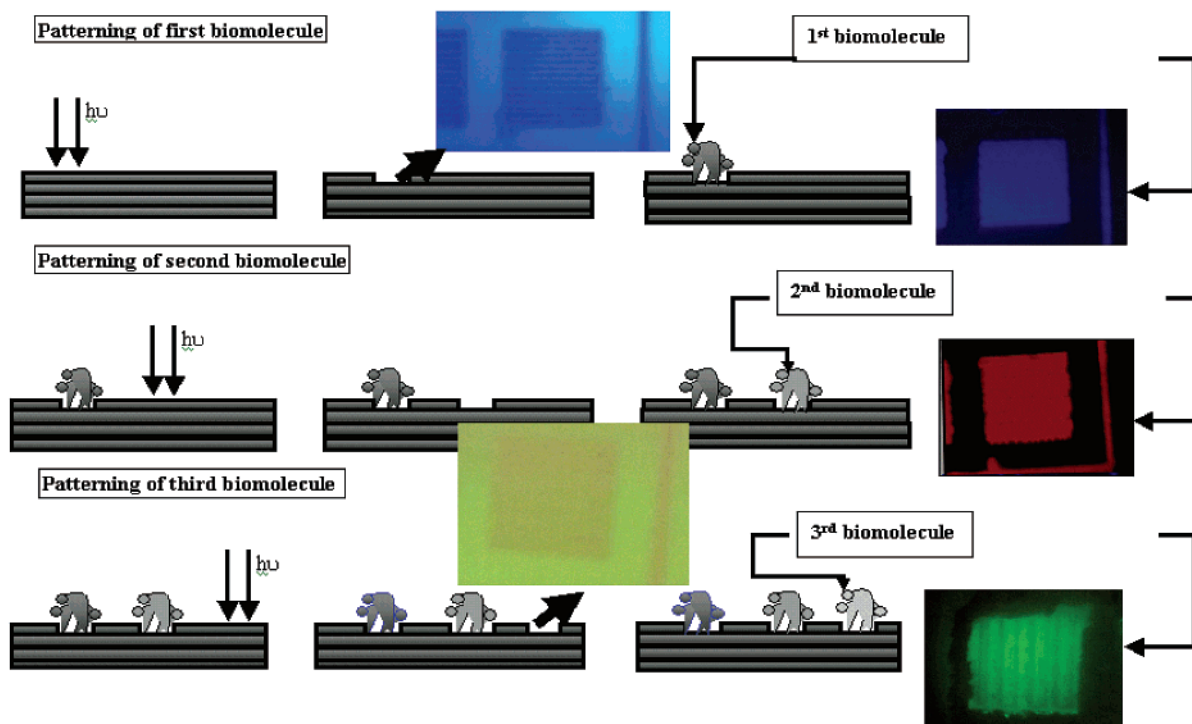 Patterning of first biomolecule
1st biomolecule
hυ
Patterning of second biomolecule
2nd biomolecule
hυ
Patterning of third biomolecule
3rd biomolecule
hυ